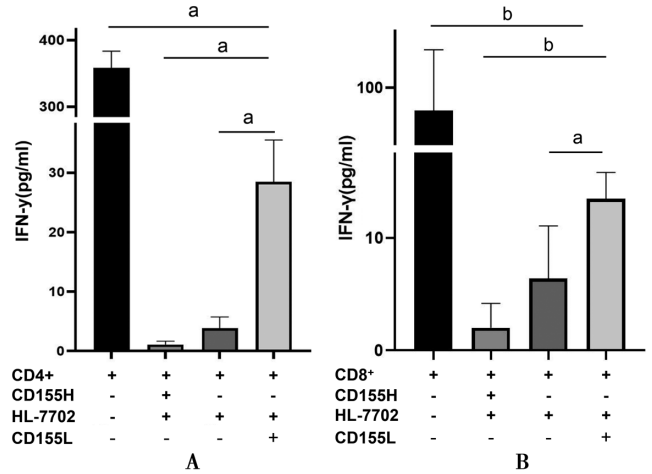 a
a
a
400
300
30
20
10
0
IFN-γ(pg/ml)
CD4+ + + + +
CD155H - + - -
HL-7702 - + + +
CD155L - - - +
A
b
b
a
100
10
0
IFN-γ(pg/ml)
CD8⁺ + + + +
CD155H - + - -
HL-7702 - + + +
CD155L - - - +
B